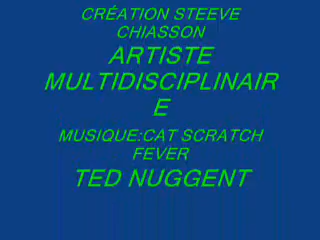 CRÉATION STEEVE
CHIASSON
ARTISTE
MULTIDISCIPLINAIR
E
MUSIQUE:CAT SCRATCH
FEVER
TED NUGGENT